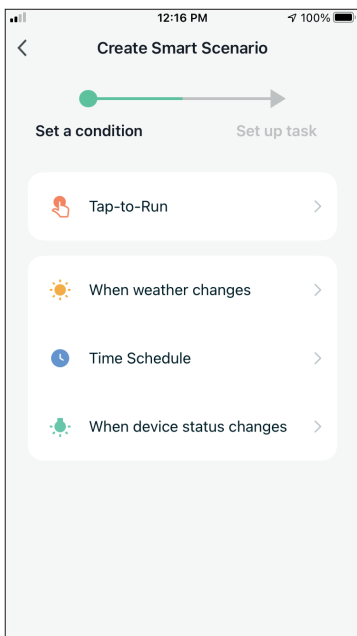 12:16 PM 100%
Create Smart Scenario
Set a condition Set up task
Tap-to-Run
When weather changes
Time Schedule
When device status changes